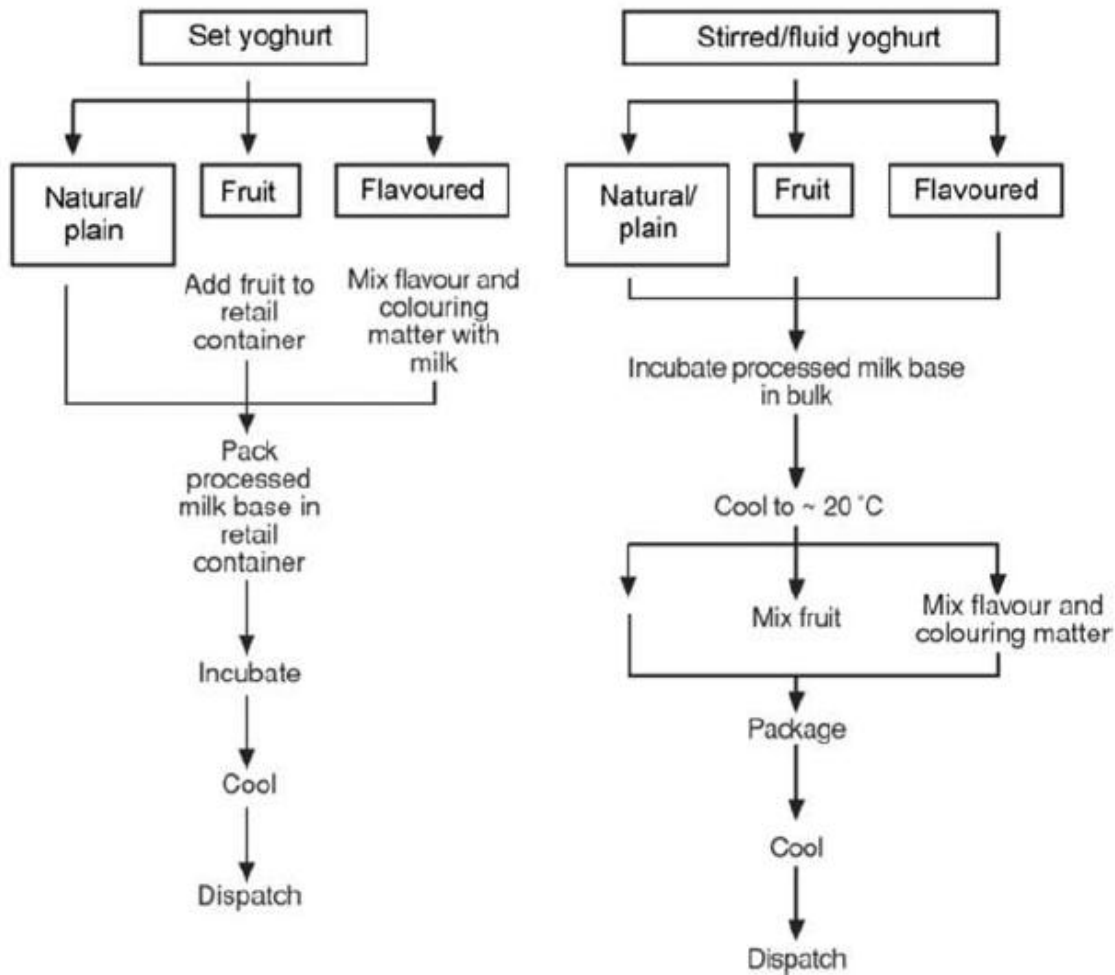 Set yoghurt
Natural/
plain
Fruit
Flavoured
Add fruit to
retail
container
Mix flavour and
colouring
matter with
milk
Pack
processed
milk base in
retail
container
Incubate
Cool
Dispatch
Stirred/fluid yoghurt
Natural/
plain
Fruit
Flavoured
Incubate processed milk base
in bulk
Cool to ~ 20 °C
Mix fruit
Mix flavour and
colouring matter
Package
Cool
Dispatch